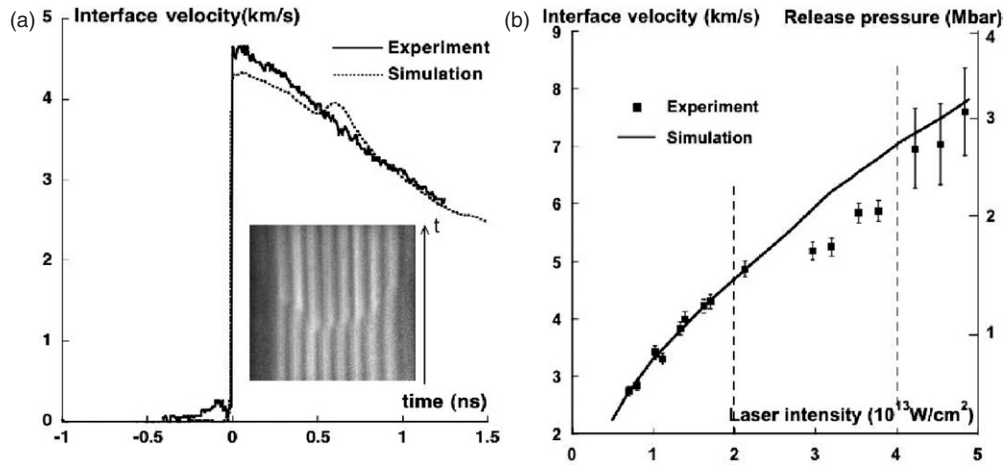 (a)
Interface velocity(km/s)
5
4
3
2
1
0
Experiment
Simulation
t
time (ns)
-1
-0.5
0
0.5
1
1.5
(b)
Interface velocity (km/s)
Release pressure (Mbar)
9
8
7
6
5
4
3
2
4
3
2
1
Experiment
Simulation
Laser intensity (10¹³W/cm²)
0
1
2
3
4
5